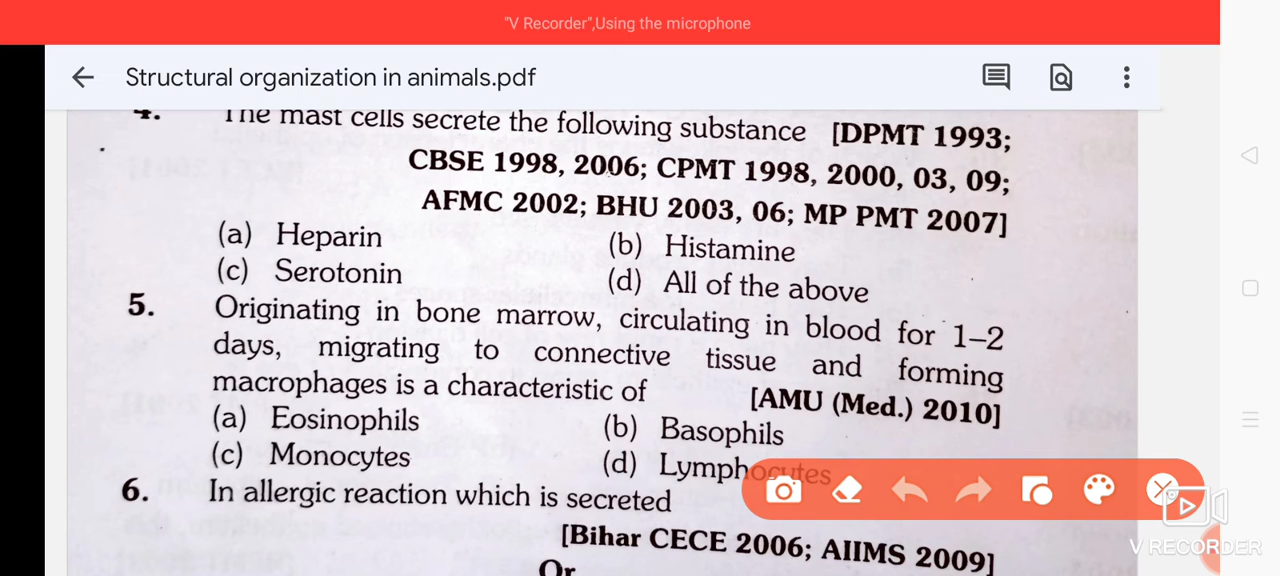 "V Recorder",Using the microphone
Structural organization in animals.pdf
4. The mast cells secrete the following substance [DPMT 1993;
CBSE 1998, 2006; CPMT 1998, 2000, 03, 09;
AFMC 2002; BHU 2003, 06; MP PMT 2007]
(a) Heparin (b) Histamine
(c) Serotonin (d) All of the above
5. Originating in bone marrow, circulating in blood for 1–2
days, migrating to connective tissue and forming
macrophages is a characteristic of [AMU (Med.) 2010]
(a) Eosinophils (b) Basophils
(c) Monocytes (d) Lymphocytes
6. In allergic reaction which is secreted
[Bihar CECE 2006; AIIMS 2009]
Or
V RECORDER